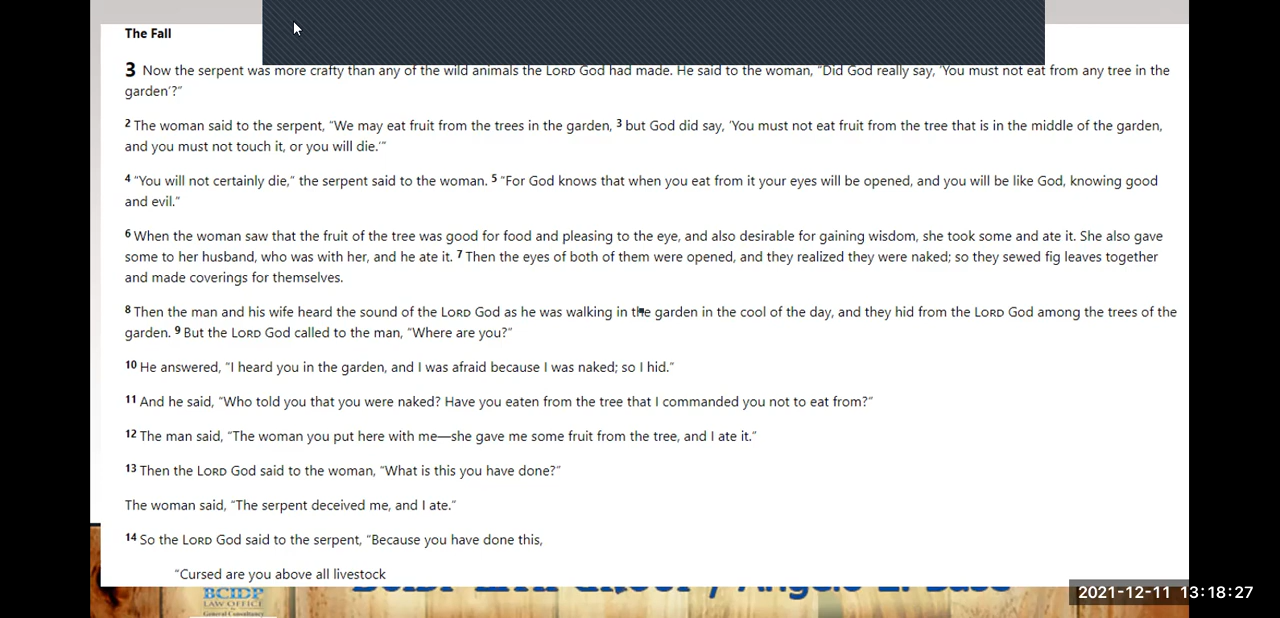 The Fall
3 Now the serpent was more crafty than any of the wild animals the LORD God had made. He said to the woman, “Did God really say, ‘You must not eat from any tree in the
garden’?”
2 The woman said to the serpent, “We may eat fruit from the trees in the garden, 3 but God did say, ‘You must not eat fruit from the tree that is in the middle of the garden,
and you must not touch it, or you will die.’”
4 “You will not certainly die,” the serpent said to the woman. 5 “For God knows that when you eat from it your eyes will be opened, and you will be like God, knowing good
and evil.”
6 When the woman saw that the fruit of the tree was good for food and pleasing to the eye, and also desirable for gaining wisdom, she took some and ate it. She also gave
some to her husband, who was with her, and he ate it. 7 Then the eyes of both of them were opened, and they realized they were naked; so they sewed fig leaves together
and made coverings for themselves.
8 Then the man and his wife heard the sound of the LORD God as he was walking in the garden in the cool of the day, and they hid from the LORD God among the trees of the
garden. 9 But the LORD God called to the man, “Where are you?”
10 He answered, “I heard you in the garden, and I was afraid because I was naked; so I hid.”
11 And he said, “Who told you that you were naked? Have you eaten from the tree that I commanded you not to eat from?”
12 The man said, “The woman you put here with me—she gave me some fruit from the tree, and I ate it.”
13 Then the LORD God said to the woman, “What is this you have done?”
The woman said, “The serpent deceived me, and I ate.”
14 So the LORD God said to the serpent, “Because you have done this,
“Cursed are you above all livestock
BCIDP
LAW OFFICE
General Consultancy
2021-12-11 13:18:27